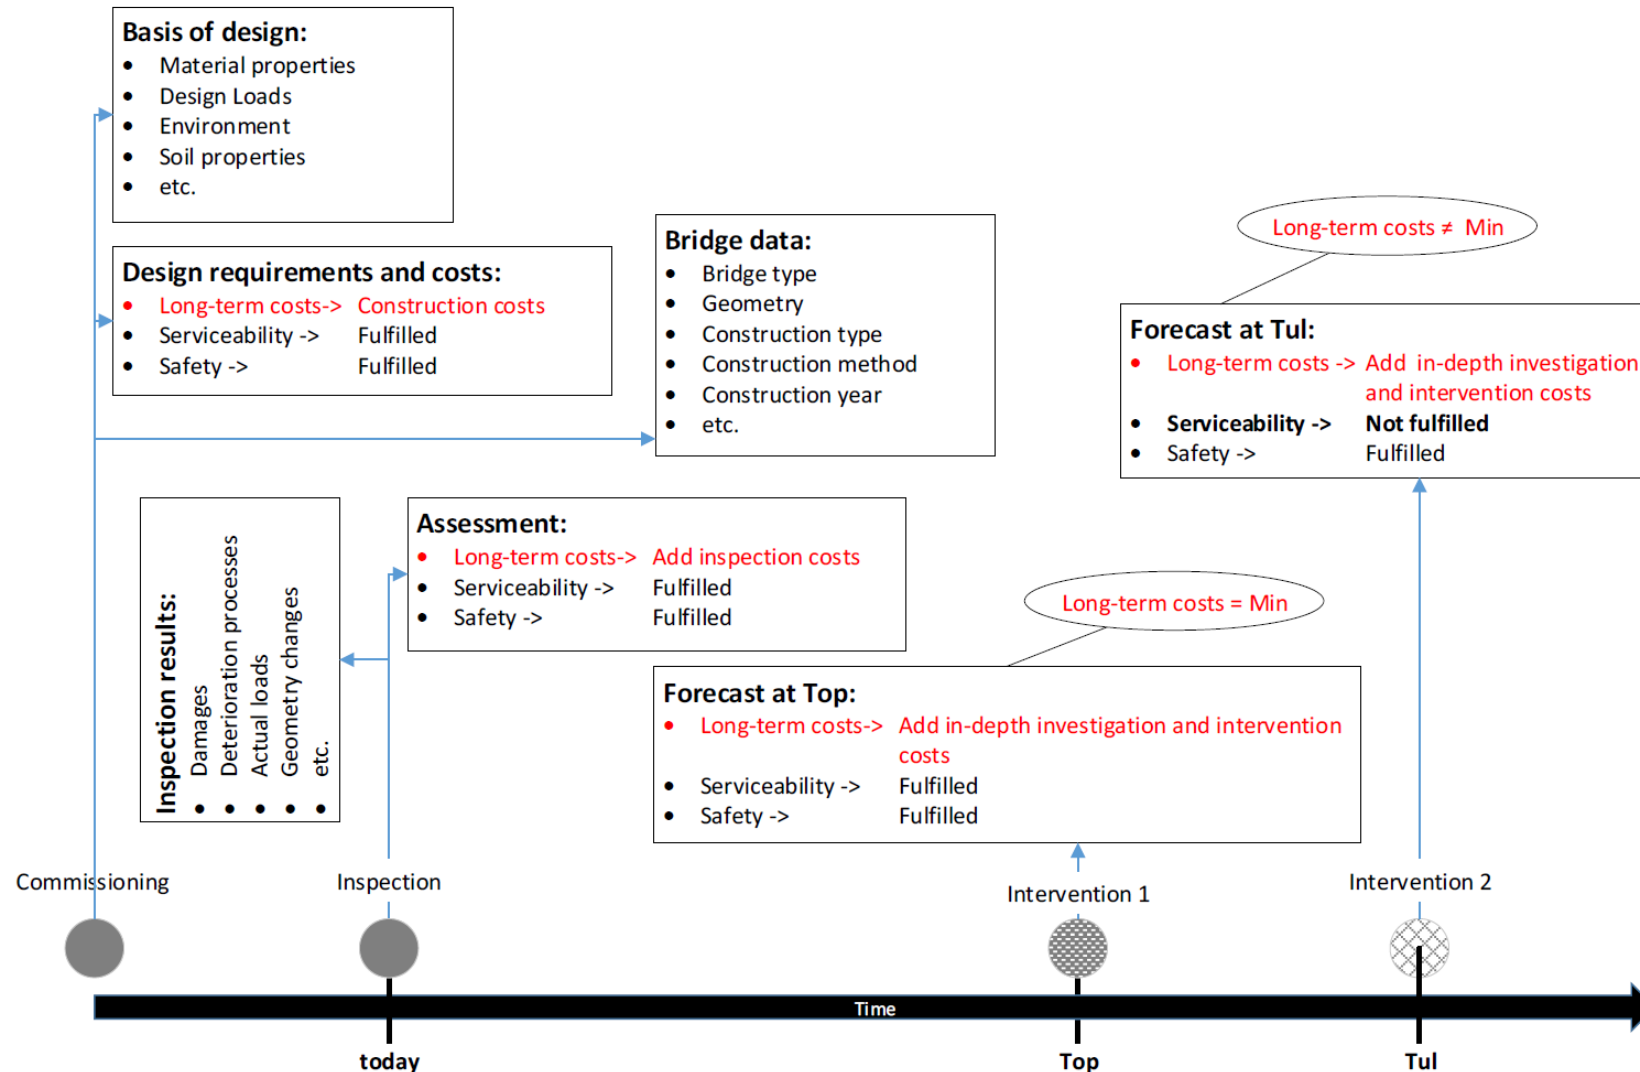 Basis of design:
• Material properties
• Design Loads
• Environment
• Soil properties
• etc.
Design requirements and costs:
• Long-term costs-> Construction costs
• Serviceability -> Fulfilled
• Safety -> Fulfilled
Bridge data:
• Bridge type
• Geometry
• Construction type
• Construction method
• Construction year
• etc.
Long-term costs ≠ Min
Forecast at Tul:
• Long-term costs -> Add in-depth investigation
and intervention costs
• Serviceability -> Not fulfilled
• Safety -> Fulfilled
Inspection results:
• Damages
• Deterioration processes
• Actual loads
• Geometry changes
• etc.
Assessment:
• Long-term costs-> Add inspection costs
• Serviceability -> Fulfilled
• Safety -> Fulfilled
Long-term costs = Min
Forecast at Top:
• Long-term costs-> Add in-depth investigation and intervention
costs
• Serviceability -> Fulfilled
• Safety -> Fulfilled
Commissioning
Inspection
Intervention 1
Intervention 2
Time
today
Top
Tul